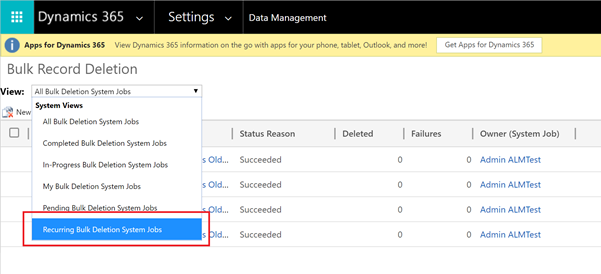 Dynamics 365 Settings Data Management
Apps for Dynamics 365 View Dynamics 365 information on the go with apps for your phone, tablet, Outlook, and more! Get Apps for Dynamics 365
Bulk Record Deletion
View: All Bulk Deletion System Jobs
New
System Views
All Bulk Deletion System Jobs
Completed Bulk Deletion System Jobs
In-Progress Bulk Deletion System Jobs
My Bulk Deletion System Jobs
Pending Bulk Deletion System Jobs
Recurring Bulk Deletion System Jobs
Status Reason Deleted Failures Owner (System Job)
s Old... Succeeded 0 0 Admin ALMTest
s Old... Succeeded 0 0 Admin ALMTest
s Old... Succeeded 0 0 Admin ALMTest
s Old... Succeeded 0 0 Admin ALMTest